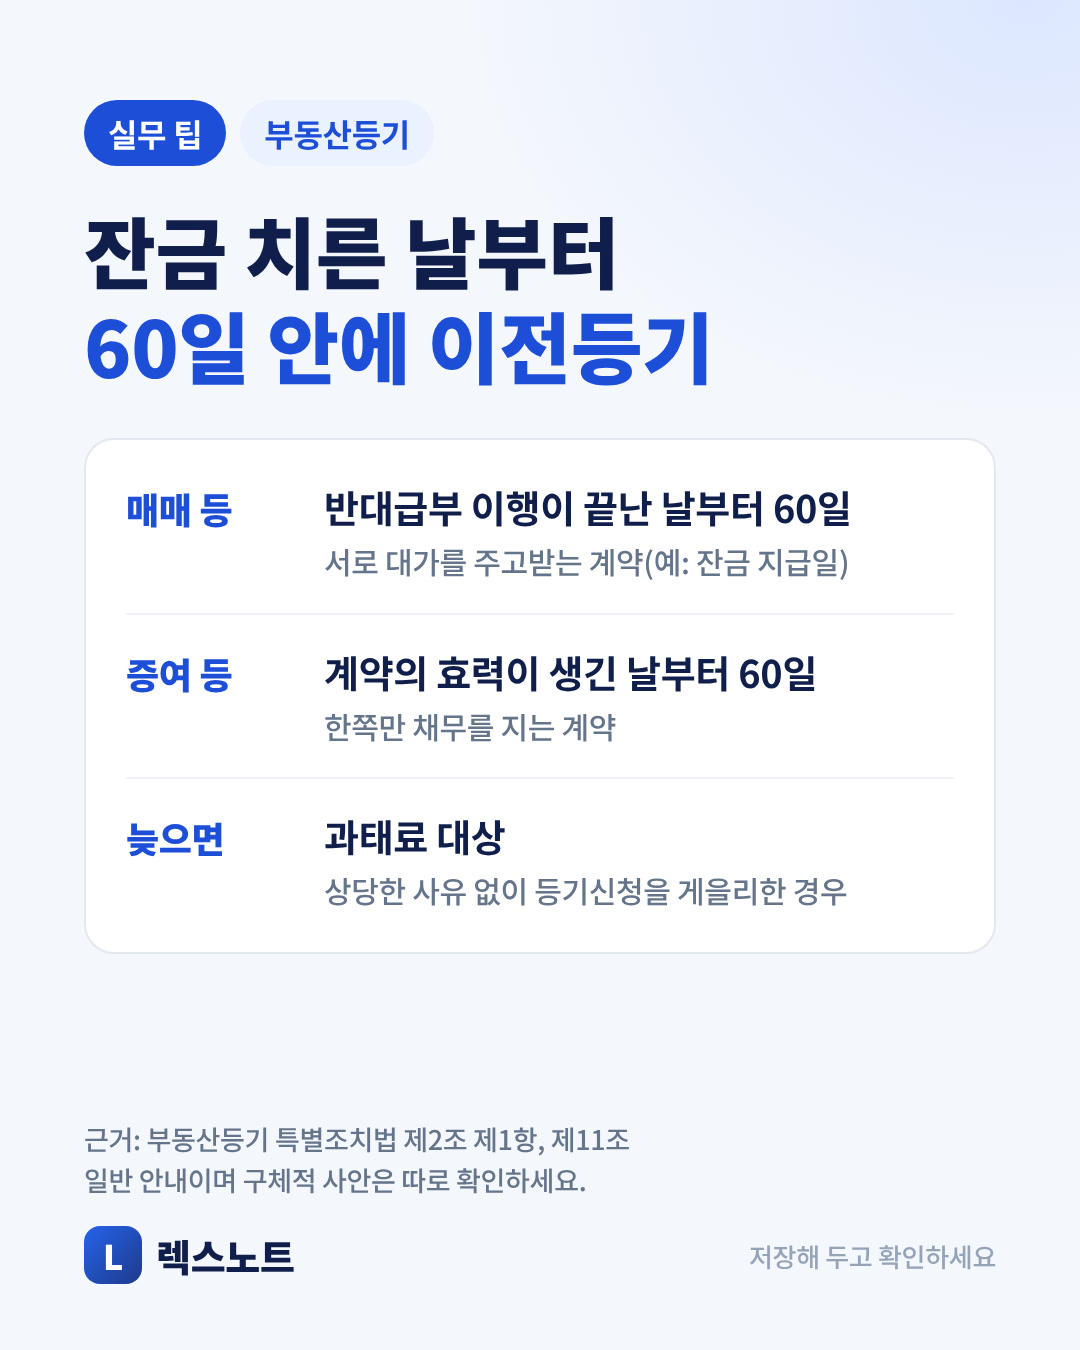 실무 팁
부동산등기
잔금 치른 날부터
60일 안에 이전등기
매매 등
반대급부 이행이 끝난 날부터 60일
서로 대가를 주고받는 계약(예: 잔금 지급일)
증여 등
계약의 효력이 생긴 날부터 60일
한쪽만 채무를 지는 계약
늦으면
과태료 대상
상당한 사유 없이 등기신청을 게을리한 경우
근거: 부동산등기 특별조치법 제2조 제1항, 제11조
일반 안내이며 구체적 사안은 따로 확인하세요.
L 렉스노트
저장해 두고 확인하세요